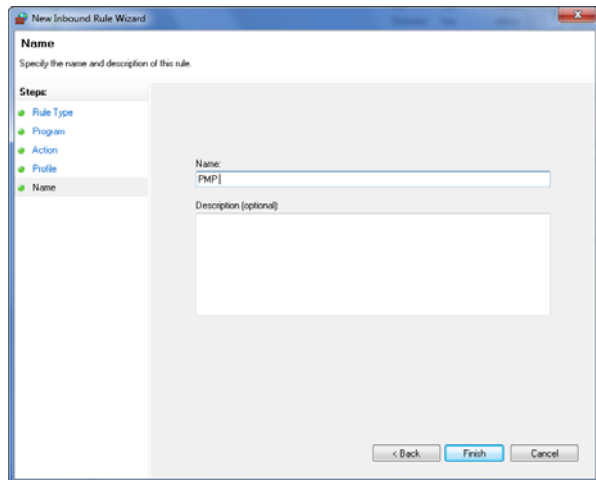 New Inbound Rule Wizard
Name
Specify the name and description of this rule.
Steps:
Rule Type
Program
Action
Profile
Name
Name:
PMP
Description (optional):
< Back
Finish
Cancel